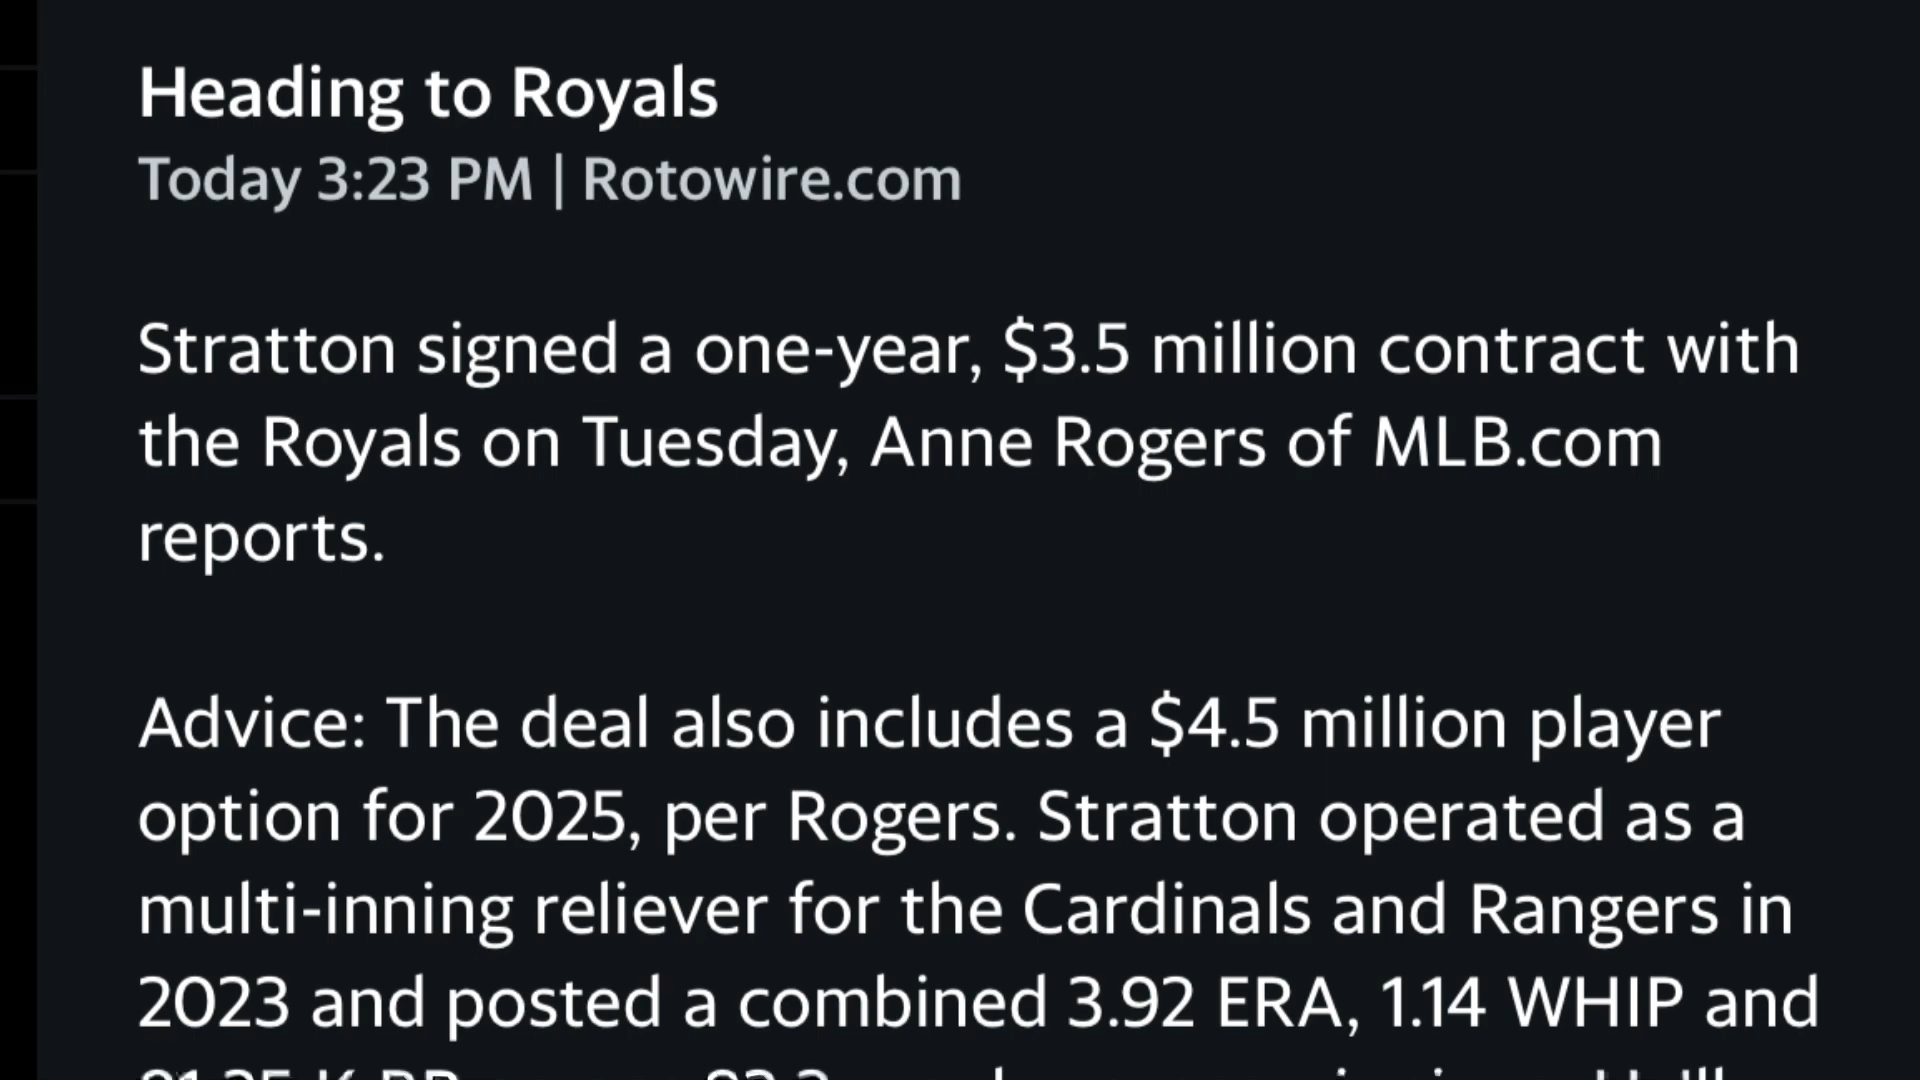 Heading to Royals
Today 3:23 PM | Rotowire.com
Stratton signed a one-year, $3.5 million contract with
the Royals on Tuesday, Anne Rogers of MLB.com
reports.
Advice: The deal also includes a $4.5 million player
option for 2025, per Rogers. Stratton operated as a
multi-inning reliever for the Cardinals and Rangers in
2023 and posted a combined 3.92 ERA, 1.14 WHIP and